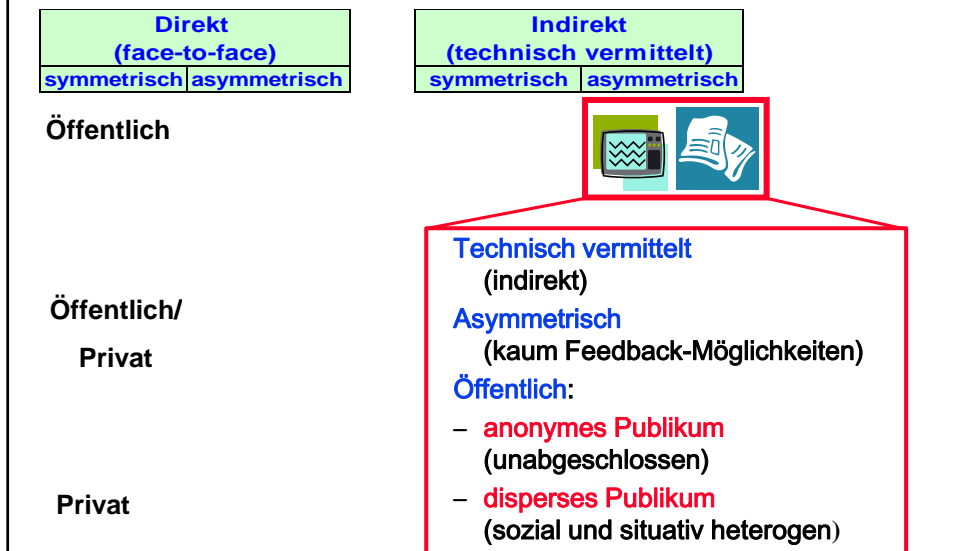 Direkt
(face-to-face)
symmetrisch asymmetrisch
Indirekt
(technisch vermittelt)
symmetrisch asymmetrisch
Öffentlich
Öffentlich/
Privat
Privat
Technisch vermittelt
(indirekt)
Asymmetrisch
(kaum Feedback-Möglichkeiten)
Öffentlich:
– anonymes Publikum
(unabgeschlossen)
– disperses Publikum
(sozial und situativ heterogen)